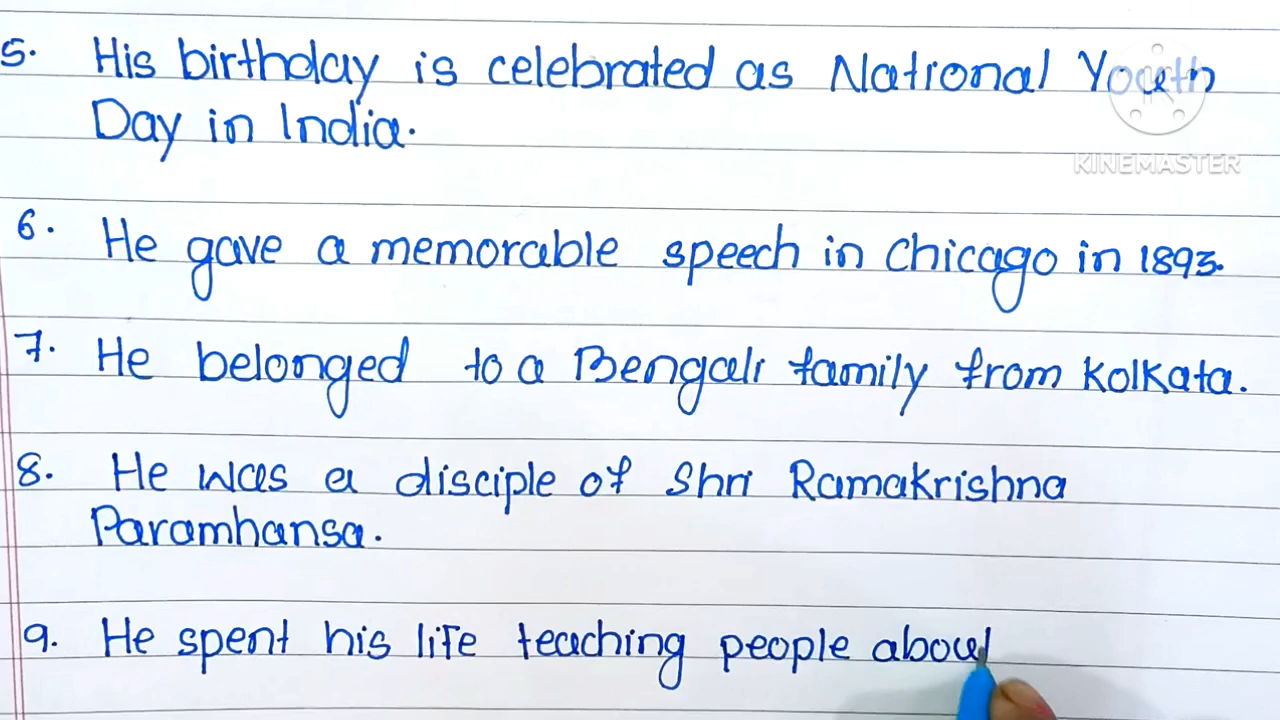 5. His birthday is celebrated as National Youth
Day in India.
KINEMASTER
6. He gave a memorable speech in Chicago in 1893.
7. He belonged to a Bengali family from Kolkata.
8. He was a disciple of Shri Ramakrishna
Paramhansa.
9. He spent his life teaching people abou